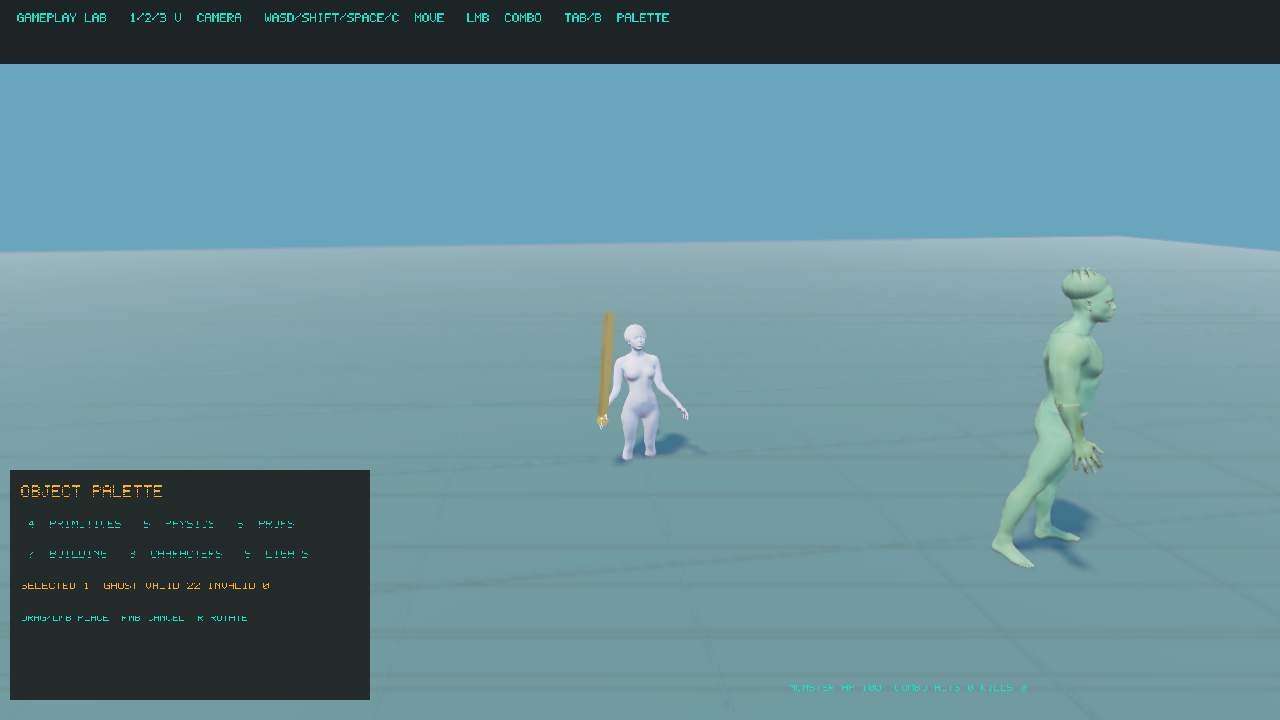 GAMEPLAY LAB 1/2/3 V CAMERA WASD/SHIFT/SPACE/C MOVE LMB COMBO TAB/B PALETTE
OBJECT PALETTE
4 PRIMITIVES 5 PHYSICS 6 PROPS
7 BUILDING 8 CHARACTERS 9 LIGHTS
SELECTED 1 GHOST VALID 22 INVALID 0
DRAG/LMB PLACE RMB CANCEL R ROTATE
MONSTER HP 100 COMBO HITS 0 KILLS 0